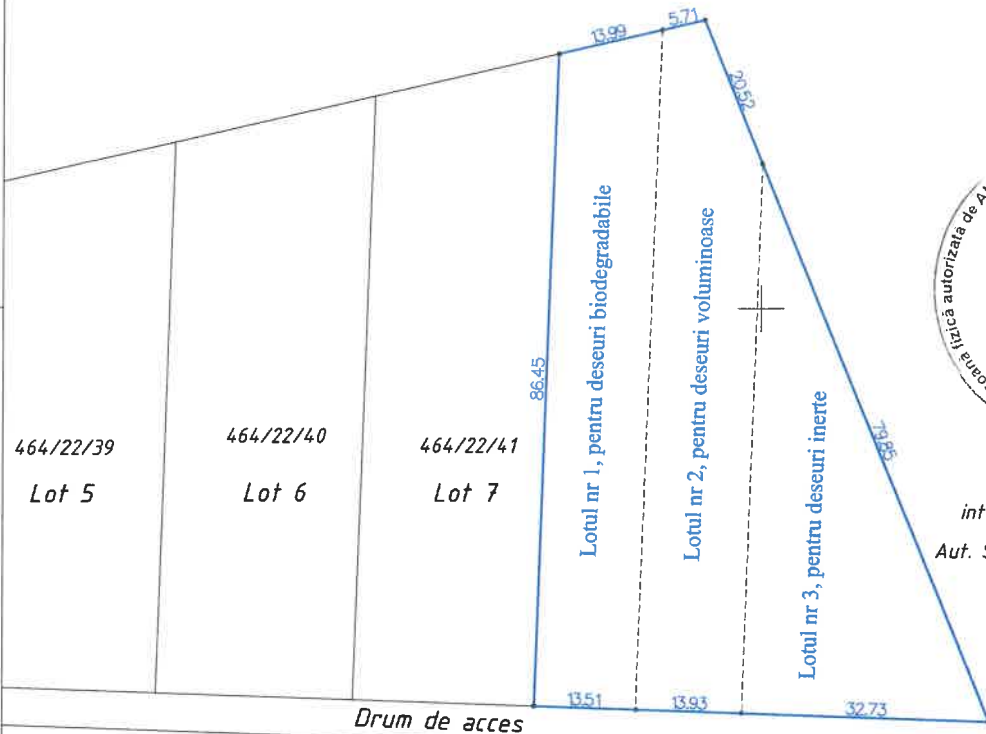 13.99
5.71
20.52
86.45
79.85
Lotul nr 1, pentru deseuri biodegradabile
Lotul nr 2, pentru deseuri voluminoase
Lotul nr 3, pentru deseuri inerte
464/22/39
Lot 5
464/22/40
Lot 6
464/22/41
Lot 7
fizică autorizată de
int
Aut.
13.51
13.93
32.73
Drum de acces